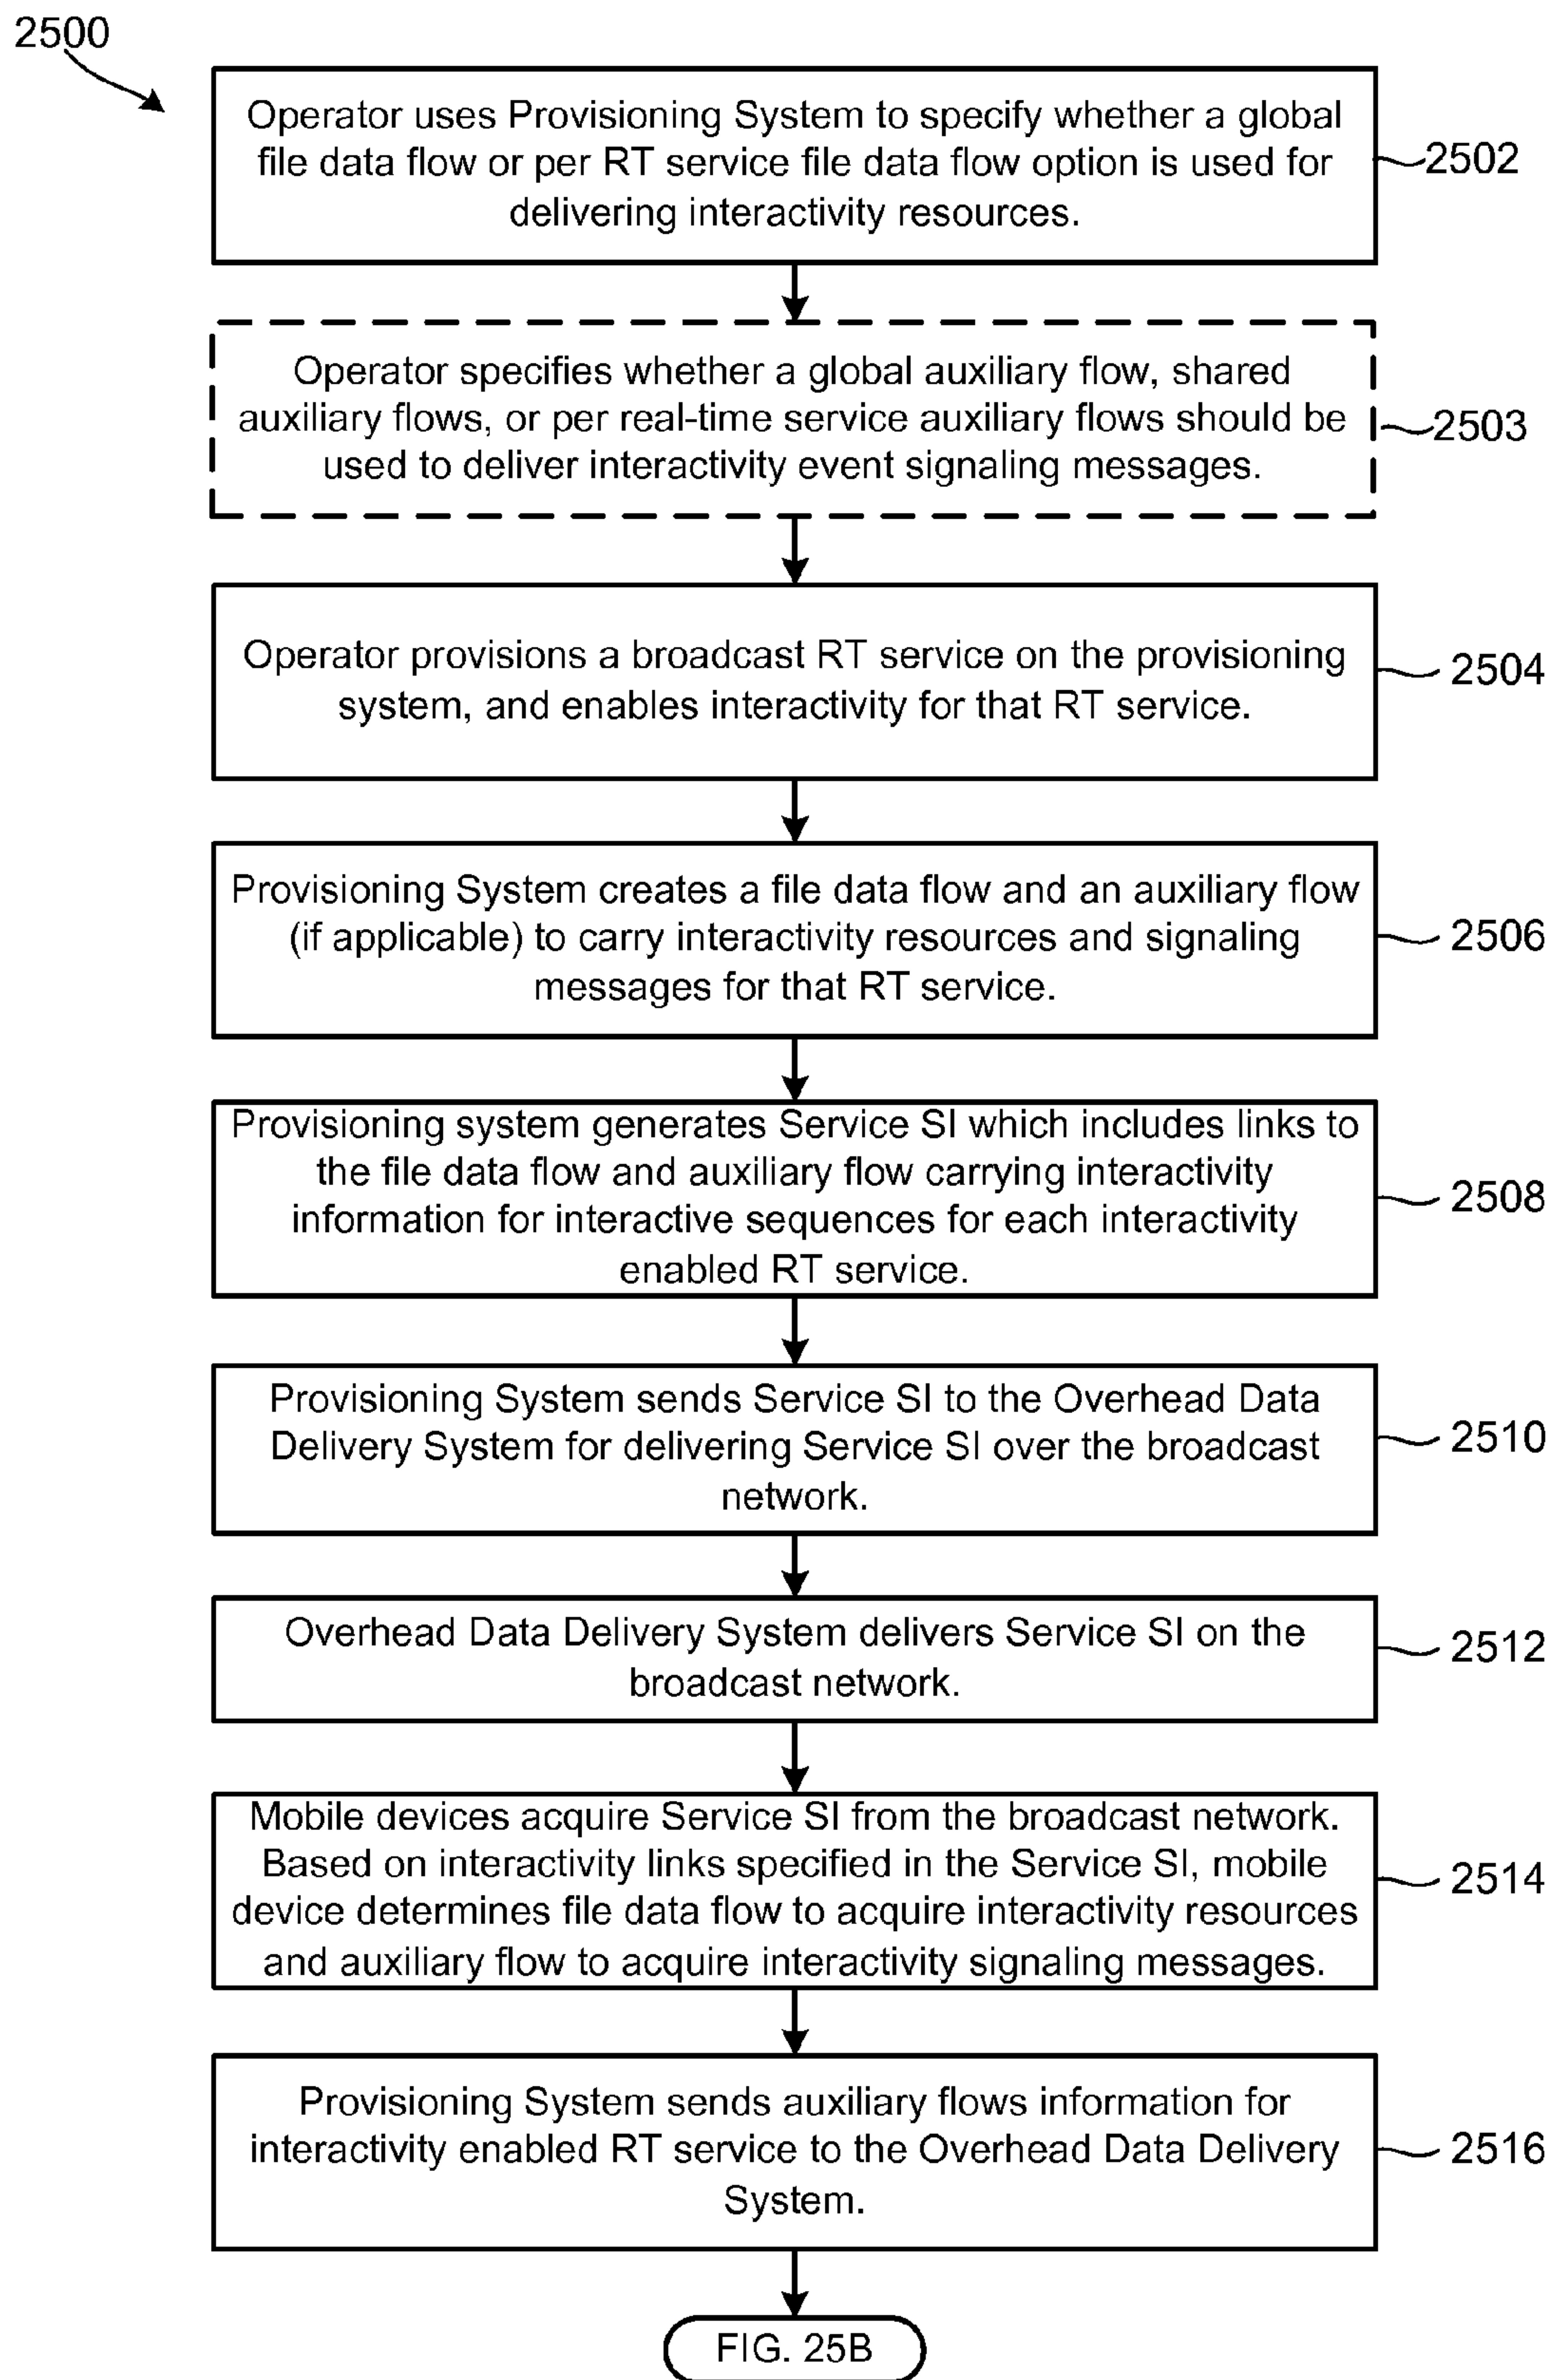 2500
Operator uses Provisioning System to specify whether a global
file data flow or per RT service file data flow option is used for
delivering interactivity resources.
2502
Operator specifies whether a global auxiliary flow, shared
auxiliary flows, or per real-time service auxiliary flows should be
used to deliver interactivity event signaling messages.
2503
Operator provisions a broadcast RT service on the provisioning
system, and enables interactivity for that RT service.
2504
Provisioning System creates a file data flow and an auxiliary flow
(if applicable) to carry interactivity resources and signaling
messages for that RT service.
2506
Provisioning system generates Service SI which includes links to
the file data flow and auxiliary flow carrying interactivity
information for interactive sequences for each interactivity
enabled RT service.
2508
Provisioning System sends Service SI to the Overhead Data
Delivery System for delivering Service SI over the broadcast
network.
2510
Overhead Data Delivery System delivers Service SI on the
broadcast network.
2512
Mobile devices acquire Service SI from the broadcast network.
Based on interactivity links specified in the Service SI, mobile
device determines file data flow to acquire interactivity resources
and auxiliary flow to acquire interactivity signaling messages.
2514
Provisioning System sends auxiliary flows information for
interactivity enabled RT service to the Overhead Data Delivery
System.
2516
FIG. 25B